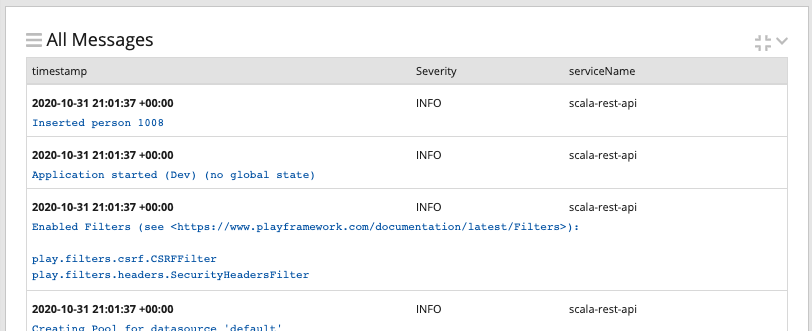 All Messages
timestamp Severity serviceName
2020-10-31 21:01:37 +00:00 INFO scala-rest-api
Inserted person 1008
2020-10-31 21:01:37 +00:00 INFO scala-rest-api
Application started (Dev) (no global state)
2020-10-31 21:01:37 +00:00 INFO scala-rest-api
Enabled Filters (see <https://www.playframework.com/documentation/latest/Filters>):
play.filters.csrf.CSRFFilter
play.filters.headers.SecurityHeadersFilter
2020-10-31 21:01:37 +00:00 INFO scala-rest-api
Creating Pool for datasource 'default'